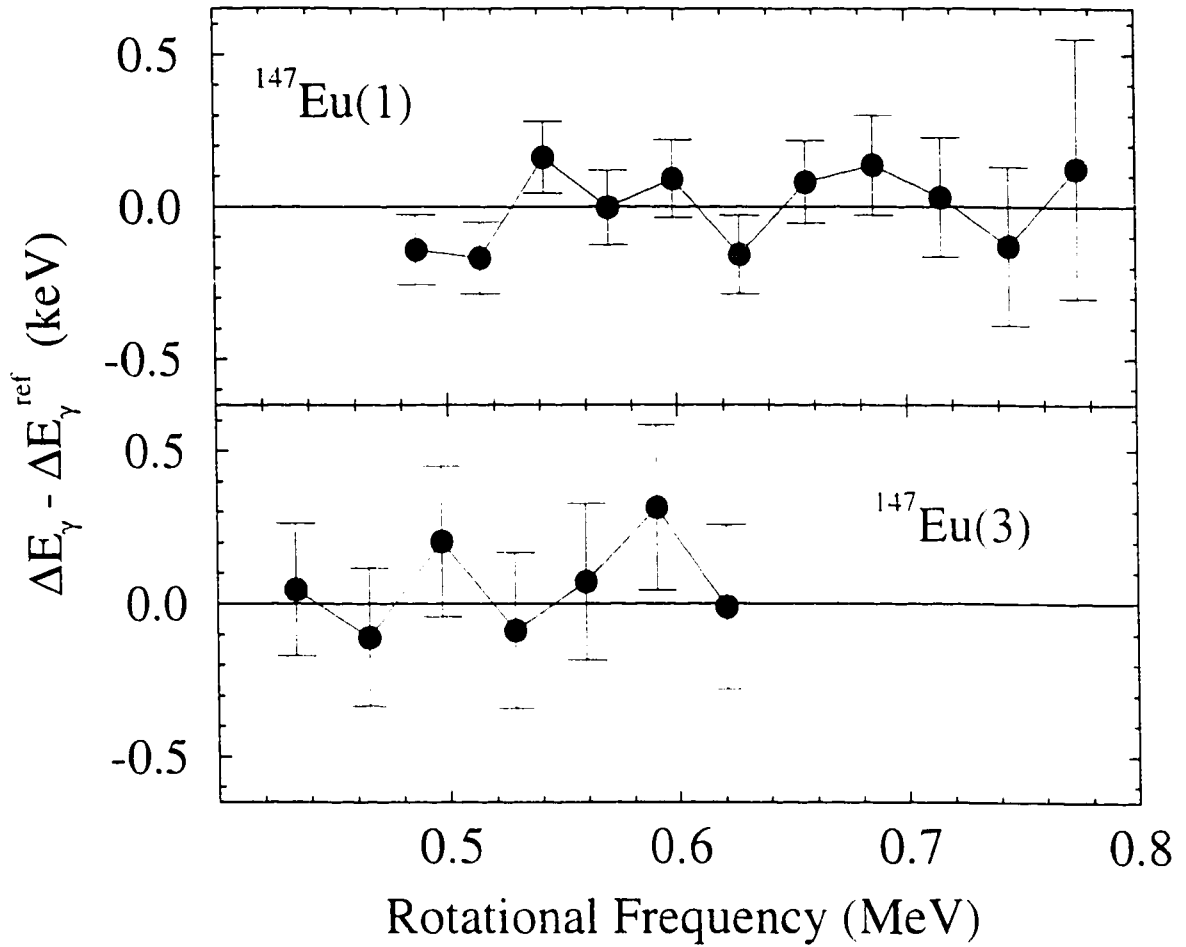 0.5
¹⁴⁷Eu(1)
0.0
-0.5
ΔE_γ - ΔE_γ^ref (keV)
0.5
¹⁴⁷Eu(3)
0.0
-0.5
0.5 0.6 0.7 0.8
Rotational Frequency (MeV)